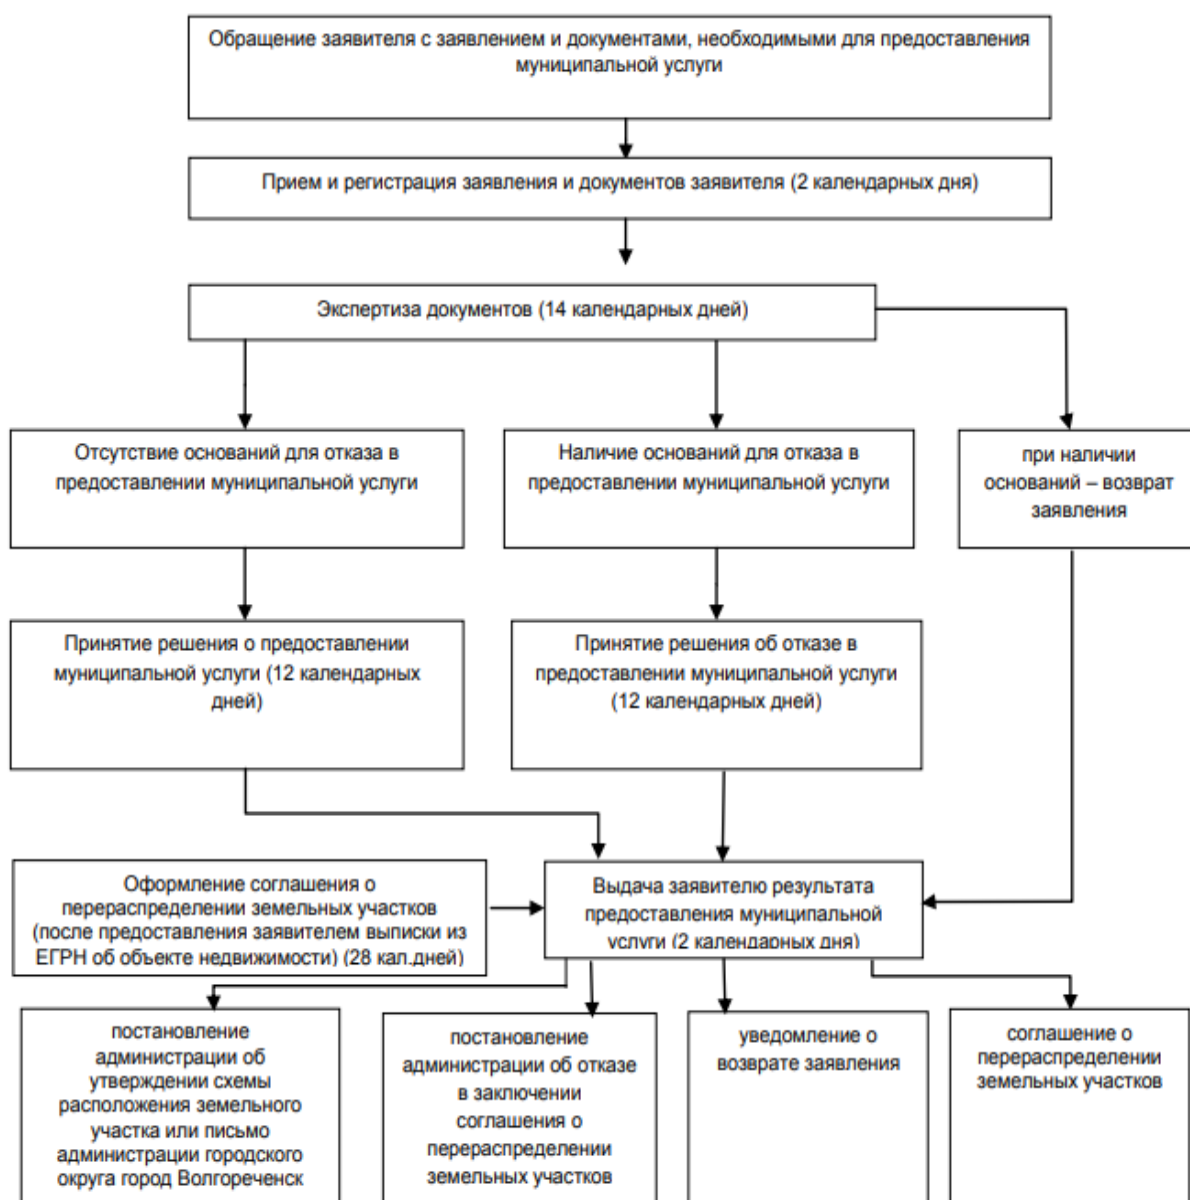 Обращение заявителя с заявлением и документами, необходимыми для предоставления
муниципальной услуги
Прием и регистрация заявления и документов заявителя (2 календарных дня)
Экспертиза документов (14 календарных дней)
Отсутствие оснований для отказа в
предоставлении муниципальной услуги
Наличие оснований для отказа в
предоставлении муниципальной услуги
при наличии
оснований – возврат
заявления
Принятие решения о предоставлении
муниципальной услуги (12 календарных
дней)
Принятие решения об отказе в
предоставлении муниципальной услуги
(12 календарных дней)
Оформление соглашения о
перераспределении земельных участков
(после предоставления заявителем выписки из
ЕГРН об объекте недвижимости) (28 кал.дней)
Выдача заявителю результата
предоставления муниципальной
услуги (2 календарных дня)
постановление
администрации об
утверждении схемы
расположения земельного
участка или письмо
администрации городского
округа город Волгореченск
постановление
администрации об отказе
в заключении
соглашения о
перераспределении
земельных участков
уведомление о
возврате заявления
соглашение о
перераспределении
земельных участков